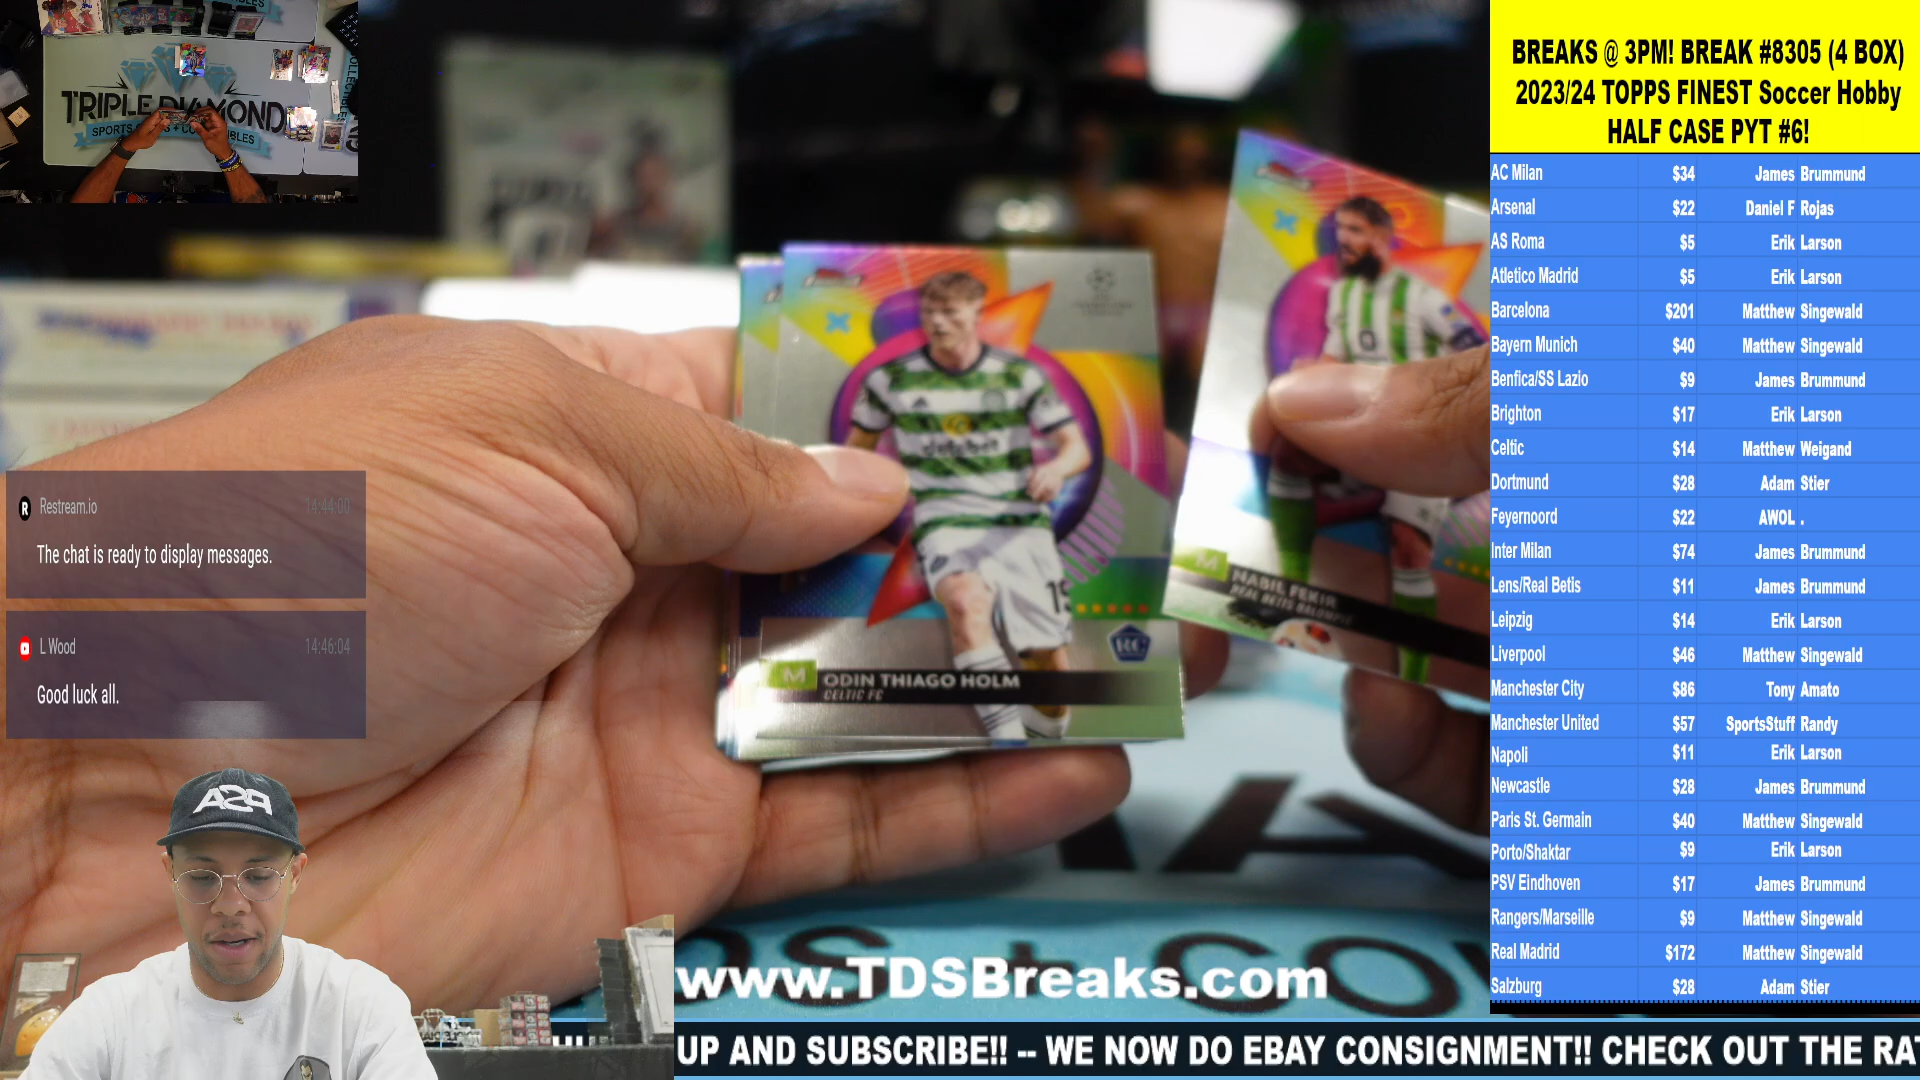 BREAKS @ 3PM! BREAK #8305 (4 BOX)
2023/24 TOPPS FINEST Soccer Hobby
HALF CASE PYT #6!
AC Milan $34 James Brummund
Arsenal $22 Daniel F Rojas
AS Roma $5 Erik Larson
Atletico Madrid $5 Erik Larson
Barcelona $201 Matthew Singewald
Bayern Munich $40 Matthew Singewald
Benfica/SS Lazio $9 James Brummund
Brighton $17 Erik Larson
Celtic $14 Matthew Weigand
Dortmund $28 Adam Stier
Feyernoord $22 AWOL .
Inter Milan $74 James Brummund
Lens/Real Betis $11 James Brummund
Leipzig $14 Erik Larson
Liverpool $46 Matthew Singewald
Manchester City $86 Tony Amato
Manchester United $57 SportsStuff Randy
Napoli $11 Erik Larson
Newcastle $28 James Brummund
Paris St. Germain $40 Matthew Singewald
Porto/Shaktar $9 Erik Larson
PSV Eindhoven $17 James Brummund
Rangers/Marseille $9 Matthew Singewald
Real Madrid $172 Matthew Singewald
Salzburg $28 Adam Stier
TRIPLE DIAMOND
SPORTS
Restream.io 14:44:00
The chat is ready to display messages.
L Wood 14:46:04
Good luck all.
M ODIN THIAGO HOLM
CELTIC FC
RC
19
M NABIL FEKIR
REAL BETIS BALOMPIÉ
www.TDSBreaks.com
UP AND SUBSCRIBE!! -- WE NOW DO EBAY CONSIGNMENT!! CHECK OUT THE